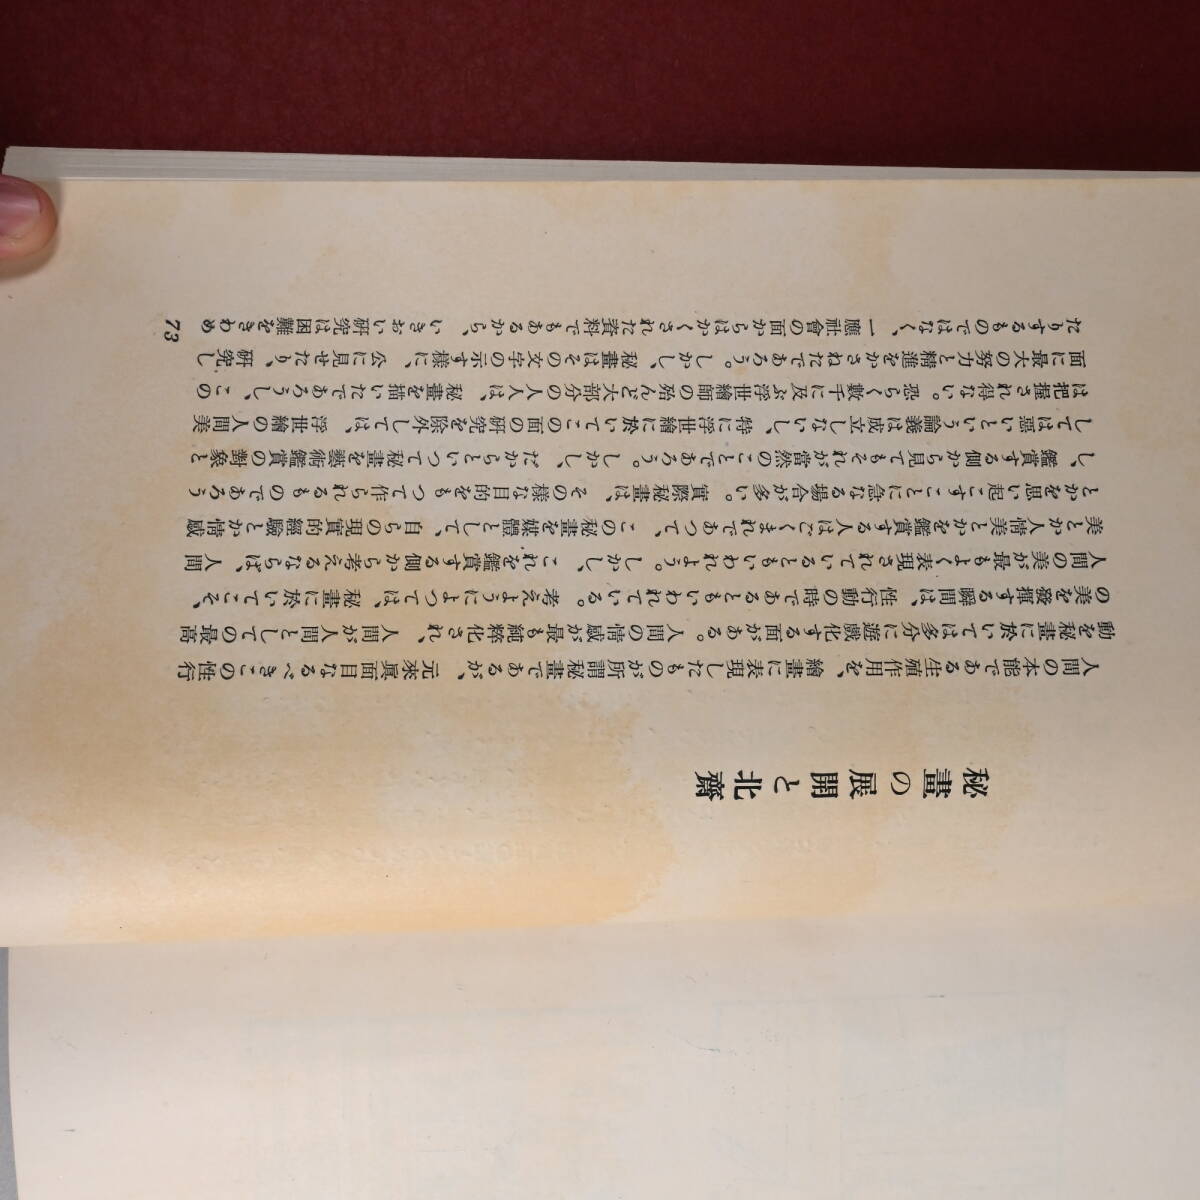 秘畫の展開と北齋
人間の本能である生殖作用を、繪畫に表現したものが所謂秘畫であるが、元來眞面目なるべきこの性行
動を秘畫に於いては多分に遊戲化する面がある。人間の情感が最も純粹化され、人間が人間としての最高
の美を發揮する瞬間は、性行動の時であるともいわれている。考えようによつては、秘畫に於いてこそ、
人間の美が最もよく表現されているともいわれよう。しかし、これを鑑賞する側から考えるならば、人間
美とか人情美とかを鑑賞する人はごくまれであつて、この秘畫を媒體として、自らの現實的經驗とか情感
とかを思い起こすことに急なる場合が多い。實際秘畫は、その樣な目的をもつて作られるものであろう
し、鑑賞する側から見てもそれが當然のことであろう。しかし、だからといつて秘畫を藝術鑑賞の對象と
しては惡いという論議は成立しないし、特に浮世繪に於いてこの面の研究を除外しては、浮世繪の人間美
は把握され得ない。恐らく數千に及ぶ浮世繪師の殆んど大部分の人人は、秘畫を描いたであろうし、この
面に最大の努力と精進をかさねたであろう。しかし、秘畫はその文字の示す樣に、公に見せたり、研究し
たりするものではなく、一應社會の面からはかくされた資料でもあるから、いきおい研究は困難をきわめ
73